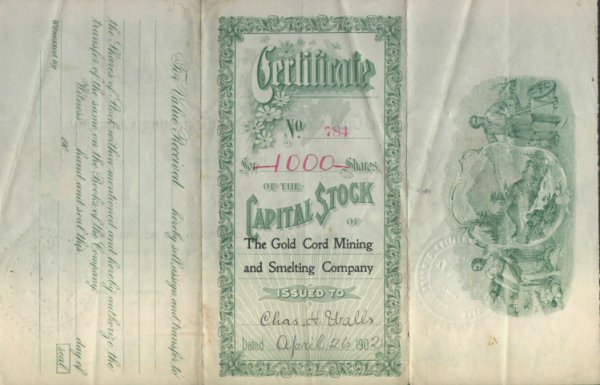 Certificate
No. 784
for 1000 Shares
OF THE
CAPITAL STOCK
OF
The Gold Cord Mining
and Smelting Company
ISSUED TO
Chas. H. Walls
Dated April 26 1902
For Value Received hereby sell, assign and transfer to
the Shares of Stock within mentioned and hereby authorize the
transfer of the same on the Books of the Company.
Witness hand and seal this day of
190
Witnessed by
seal